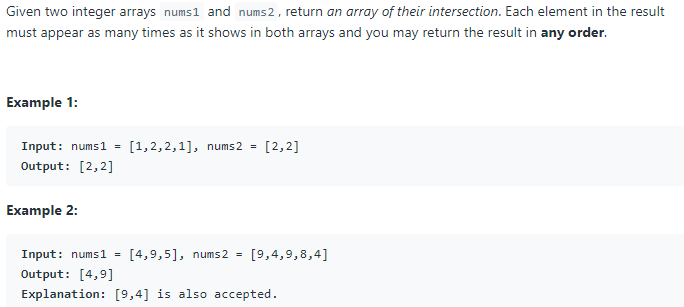 Given two integer arrays nums1 and nums2, return an array of their intersection. Each element in the result
must appear as many times as it shows in both arrays and you may return the result in any order.
Example 1:
Input: nums1 = [1,2,2,1], nums2 = [2,2]
Output: [2,2]
Example 2:
Input: nums1 = [4,9,5], nums2 = [9,4,9,8,4]
Output: [4,9]
Explanation: [9,4] is also accepted.